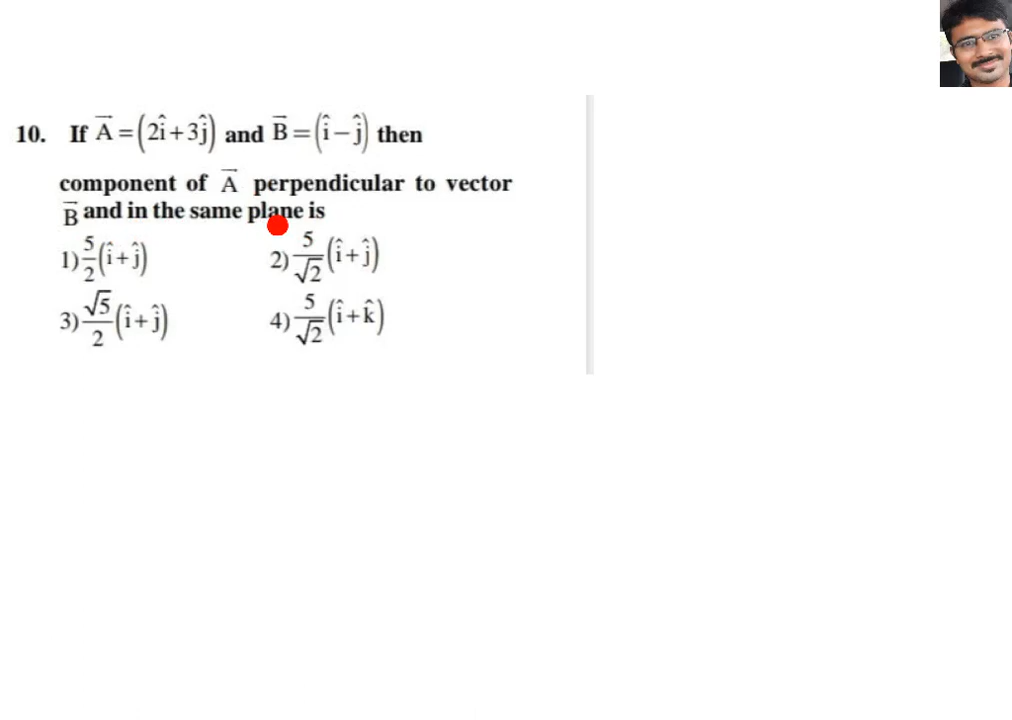 10. If A⃗ = (2î + 3ĵ) and B⃗ = (î − ĵ) then
component of A⃗ perpendicular to vector
B⃗ and in the same plane is
1) 5/2 (î + ĵ) 2) 5/√2 (î + ĵ)
3) √5/2 (î + ĵ) 4) 5/√2 (î + k̂)